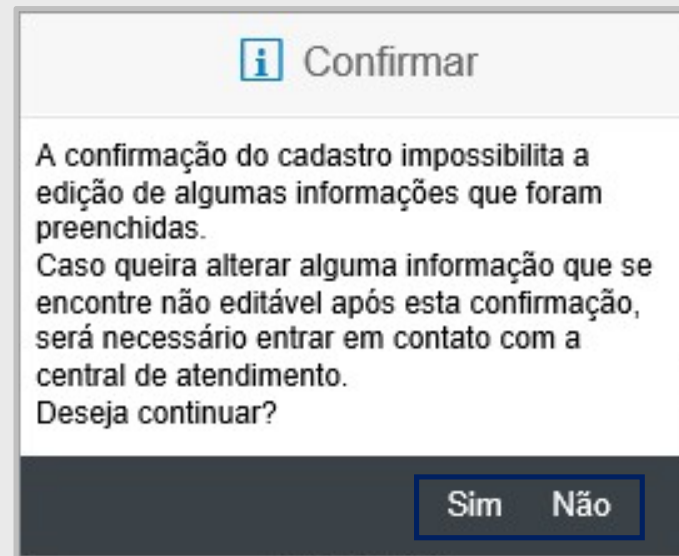 i Confirmar
A confirmação do cadastro impossibilita a
edição de algumas informações que foram
preenchidas.
Caso queira alterar alguma informação que se
encontre não editável após esta confirmação,
será necessário entrar em contato com a
central de atendimento.
Deseja continuar?
Sim Não